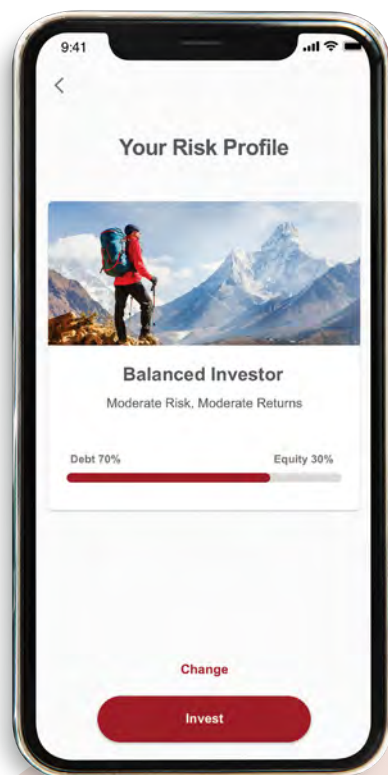 9:41
Your Risk Profile
Balanced Investor
Moderate Risk, Moderate Returns
Debt 70% Equity 30%
Change
Invest